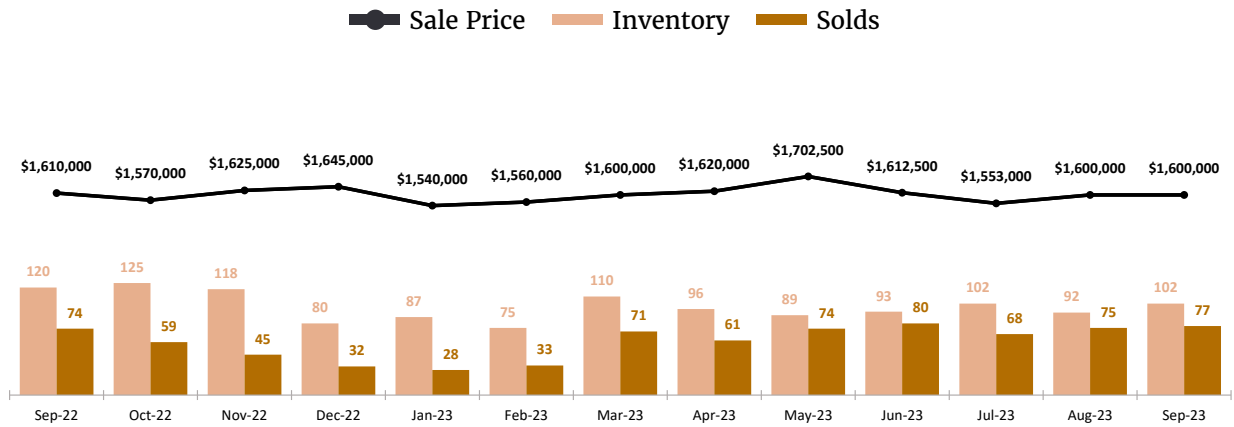 Sale Price Inventory Solds
$1,610,000 $1,570,000 $1,625,000 $1,645,000 $1,540,000 $1,560,000 $1,600,000 $1,620,000 $1,702,500 $1,612,500 $1,553,000 $1,600,000 $1,600,000
120 125 118 80 87 75 110 96 89 93 102 92 102
74 59 45 32 28 33 71 61 74 80 68 75 77
Sep-22 Oct-22 Nov-22 Dec-22 Jan-23 Feb-23 Mar-23 Apr-23 May-23 Jun-23 Jul-23 Aug-23 Sep-23